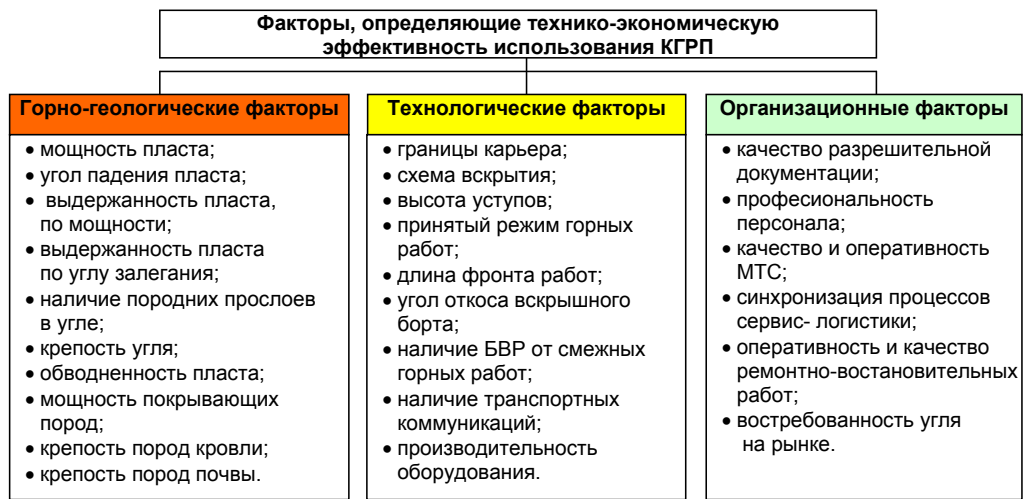 Факторы, определяющие технико-экономическую
эффективность использования КГРП
Горно-геологические факторы
• мощность пласта;
• угол падения пласта;
• выдержанность пласта,
по мощности;
• выдержанность пласта
по углу залегания;
• наличие породних прослоев
в угле;
• крепость угля;
• обводненность пласта;
• мощность покрывающих
пород;
• крепость пород кровли;
• крепость пород почвы.
Технологические факторы
• границы карьера;
• схема вскрытия;
• высота уступов;
• принятый режим горных
работ;
• длина фронта работ;
• угол откоса вскрышного
борта;
• наличие БВР от смежных
горных работ;
• наличие транспортных
коммуникаций;
• производительность
оборудования.
Организационные факторы
• качество разрешительной
документации;
• професиональность
персонала;
• качество и оперативность
МТС;
• синхронизация процессов
сервис- логистики;
• оперативность и качество
ремонтно-востановительных
работ;
• востребованность угля
на рынке.